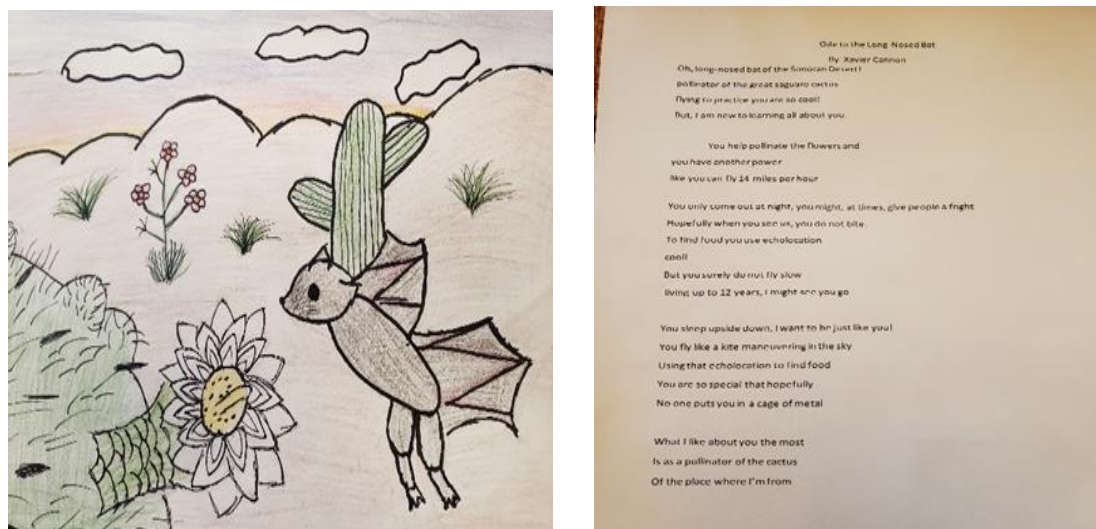 Ode to the Long-Nosed Bat
By Xavier Cannon
Oh, long-nosed bat of the Sonoran Desert!
pollinator of the great saguaro cactus
flying to practice you are so cool!
But, I am new to learning all about you.
You help pollinate the flowers and
you have another power
like you can fly 14 miles per hour
You only come out at night, you might, at times, give people a fright
Hopefully when you see us, you do not bite.
To find food you use echolocation
cool!
But you surely do not fly slow
living up to 12 years, I might see you go
You sleep upside down, I want to be just like you!
You fly like a kite maneuvering in the sky
Using that echolocation to find food
You are so special that hopefully
No one puts you in a cage of metal
What I like about you the most
Is as a pollinator of the cactus
Of the place where I'm from